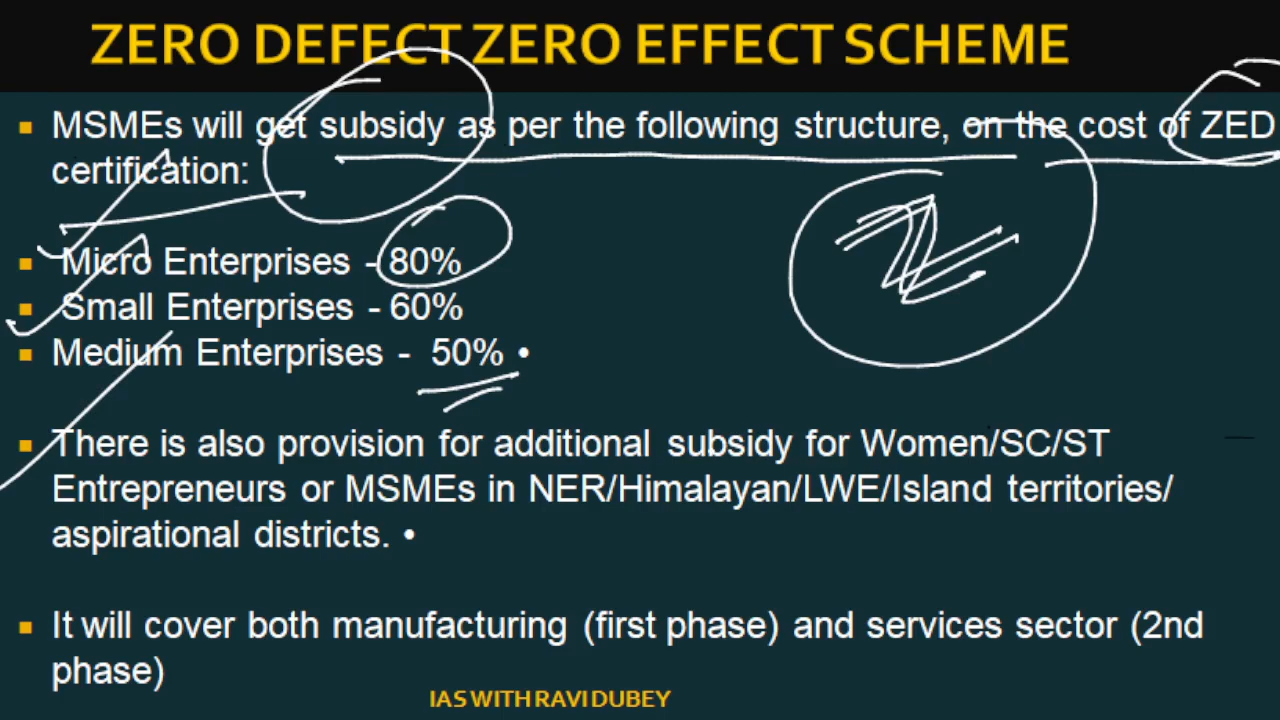 ZERO DEFECT ZERO EFFECT SCHEME
▪ MSMEs will get subsidy as per the following structure, on the cost of ZED
certification:
▪ Micro Enterprises - 80%
▪ Small Enterprises - 60%
▪ Medium Enterprises - 50% •
▪ There is also provision for additional subsidy for Women/SC/ST
Entrepreneurs or MSMEs in NER/Himalayan/LWE/Island territories/
aspirational districts. •
▪ It will cover both manufacturing (first phase) and services sector (2nd
phase)
IAS WITH RAVI DUBEY